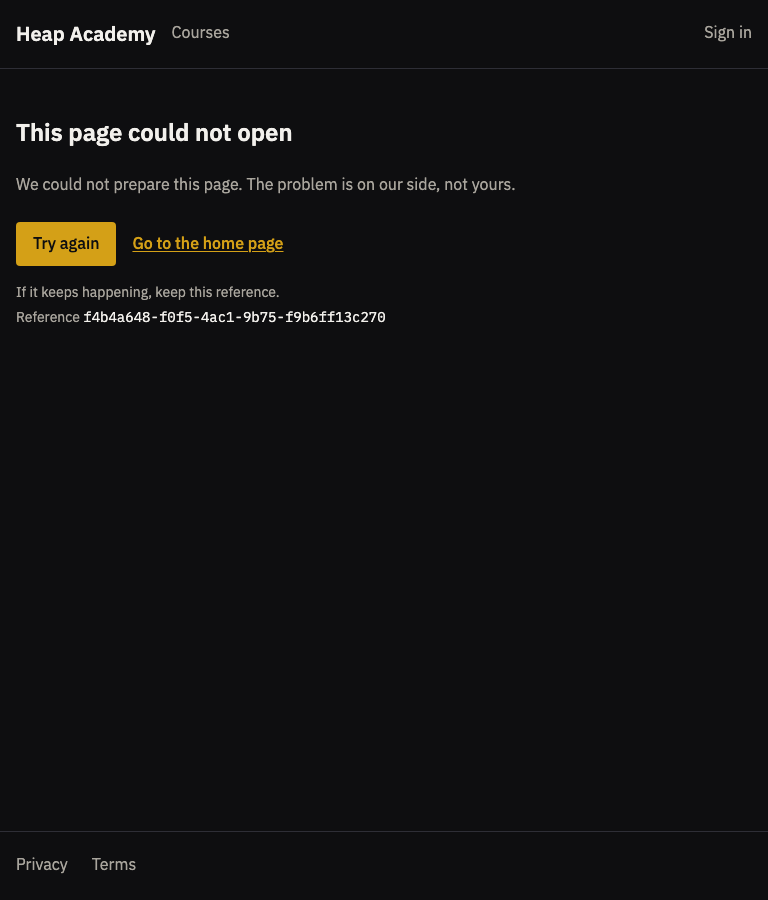 Heap Academy Courses Sign in
This page could not open
We could not prepare this page. The problem is on our side, not yours.
Try again Go to the home page
If it keeps happening, keep this reference.
Reference f4b4a648-f0f5-4ac1-9b75-f9b6ff13c270
Privacy Terms